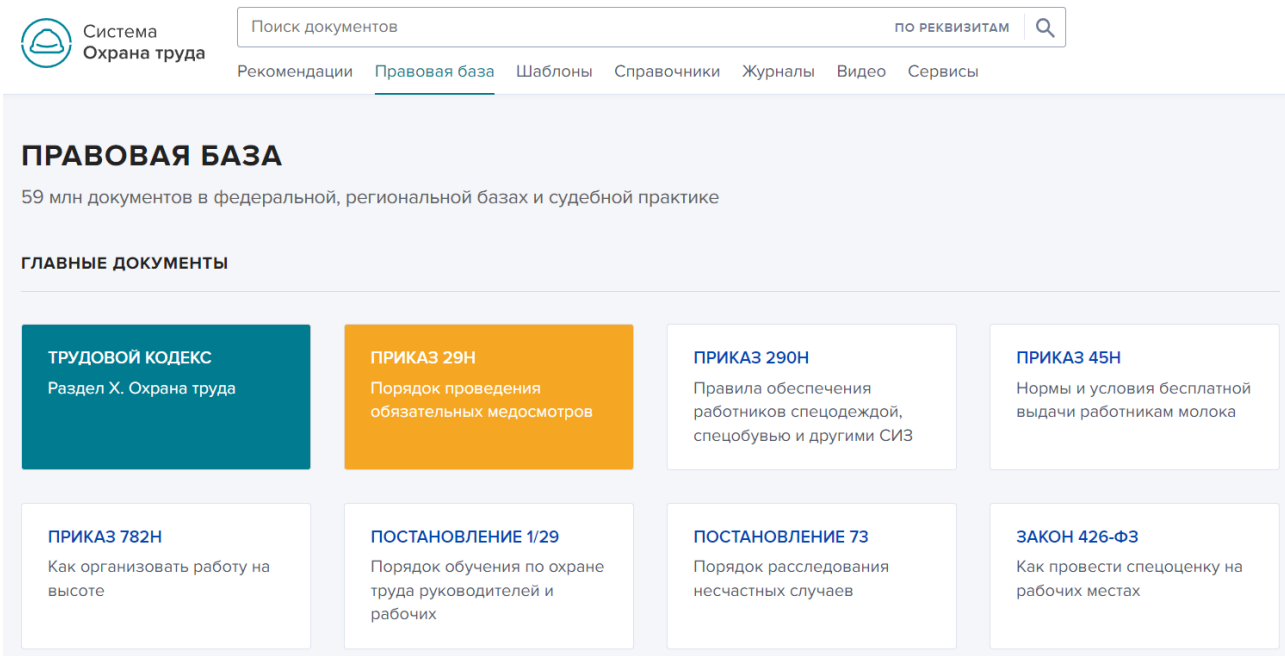 Система
Охрана труда
Поиск документов
ПО РЕКВИЗИТАМ
Рекомендации Правовая база Шаблоны Справочники Журналы Видео Сервисы
ПРАВОВАЯ БАЗА
59 млн документов в федеральной, региональной базах и судебной практике
ГЛАВНЫЕ ДОКУМЕНТЫ
ТРУДОВОЙ КОДЕКС
Раздел X. Охрана труда
ПРИКАЗ 29Н
Порядок проведения
обязательных медосмотров
ПРИКАЗ 290Н
Правила обеспечения
работников спецодеждой,
спецобувью и другими СИЗ
ПРИКАЗ 45Н
Нормы и условия бесплатной
выдачи работникам молока
ПРИКАЗ 782Н
Как организовать работу на
высоте
ПОСТАНОВЛЕНИЕ 1/29
Порядок обучения по охране
труда руководителей и
рабочих
ПОСТАНОВЛЕНИЕ 73
Порядок расследования
несчастных случаев
ЗАКОН 426-ФЗ
Как провести спецоценку на
рабочих местах